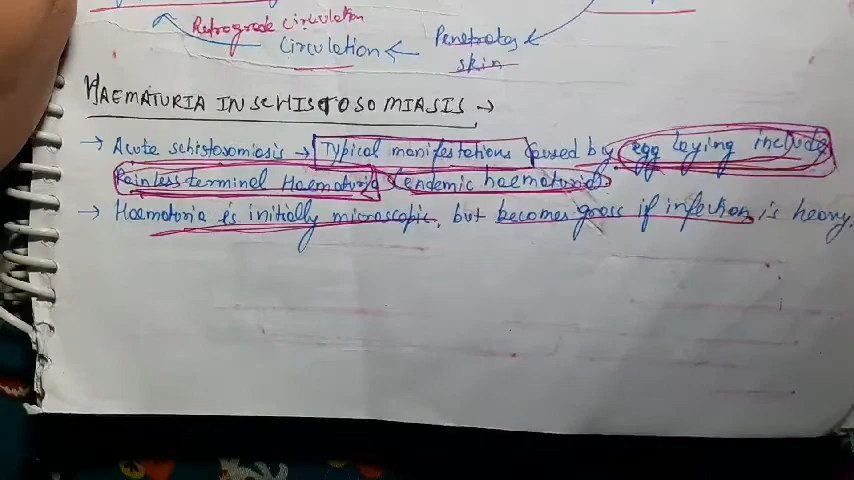 Retrograde circulation
Circulation ← Penetrates skin
HAEMATURIA IN SCHISTOSOMIASIS →
→ Acute schistosomiasis → Typical manifestations caused by egg laying include
Painless terminal Haematuria (endemic haematuria).
→ Haematuria is initially microscopic, but becomes gross if infection is heavy.